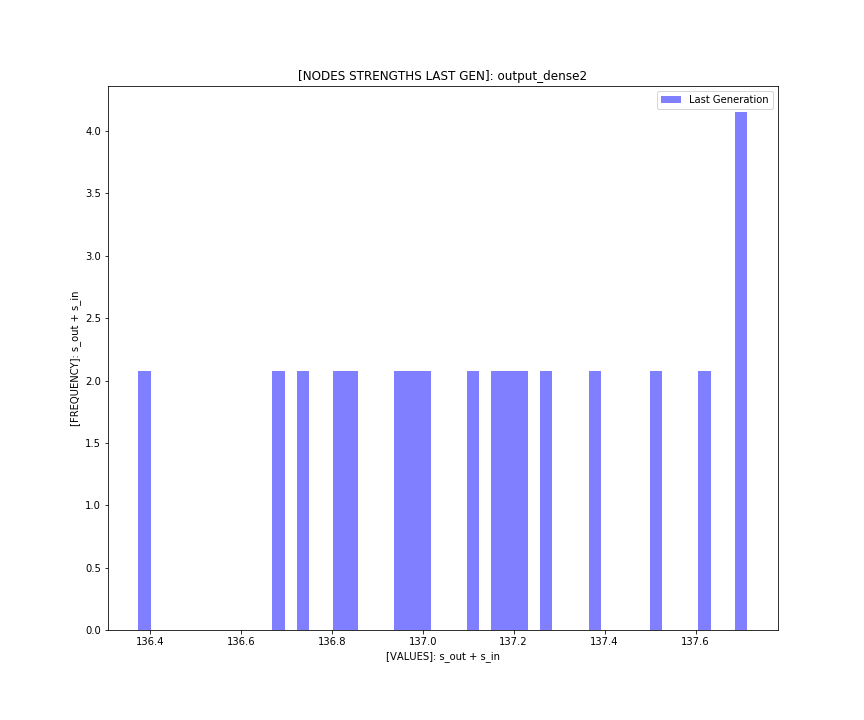 [NODES STRENGTHS LAST GEN]: output_dense2
Last Generation
4.0
3.5
3.0
2.5
2.0
1.5
1.0
0.5
0.0
[FREQUENCY]: s_out + s_in
136.4 136.6 136.8 137.0 137.2 137.4 137.6
[VALUES]: s_out + s_in